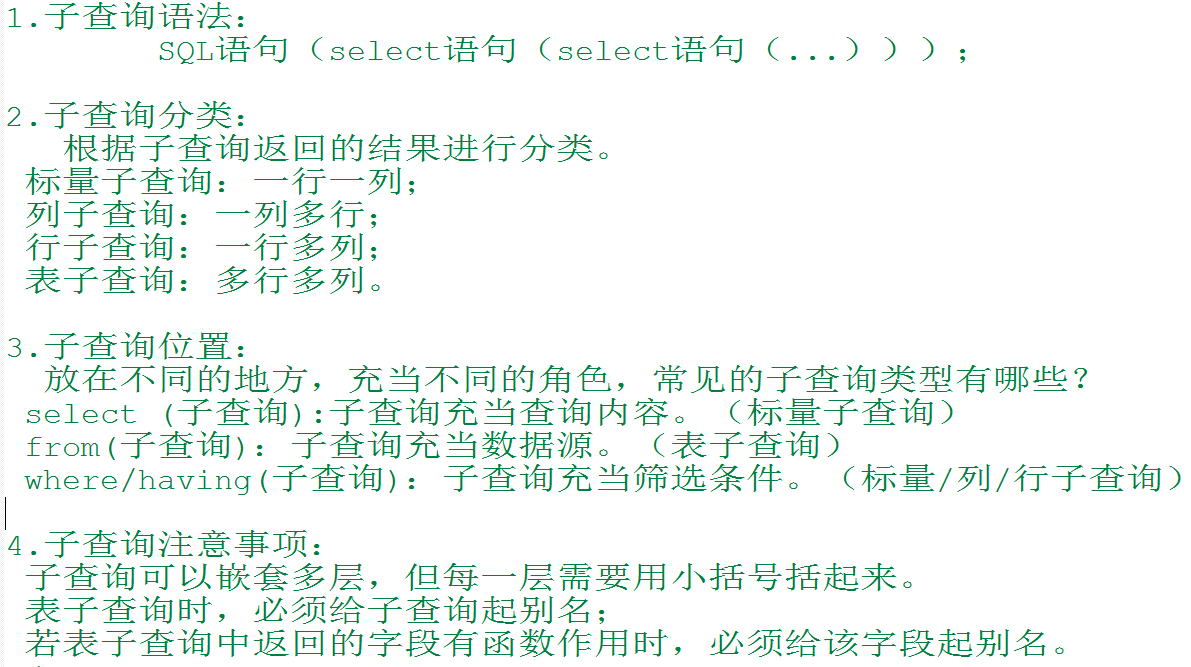 1.子查询语法：
SQL语句（select语句（select语句（...）））；
2.子查询分类：
根据子查询返回的结果进行分类。
标量子查询：一行一列；
列子查询：一列多行；
行子查询：一行多列；
表子查询：多行多列。
3.子查询位置：
放在不同的地方，充当不同的角色，常见的子查询类型有哪些？
select (子查询):子查询充当查询内容。（标量子查询）
from(子查询)：子查询充当数据源。（表子查询）
where/having(子查询)：子查询充当筛选条件。（标量/列/行子查询）
4.子查询注意事项：
子查询可以嵌套多层，但每一层需要用小括号括起来。
表子查询时，必须给子查询起别名；
若表子查询中返回的字段有函数作用时，必须给该字段起别名。